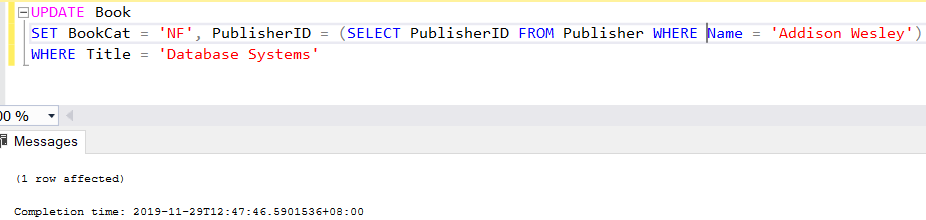 UPDATE Book
SET BookCat = 'NF', PublisherID = (SELECT PublisherID FROM Publisher WHERE Name = 'Addison Wesley')
WHERE Title = 'Database Systems'
00 %
Messages
(1 row affected)
Completion time: 2019-11-29T12:47:46.5901536+08:00